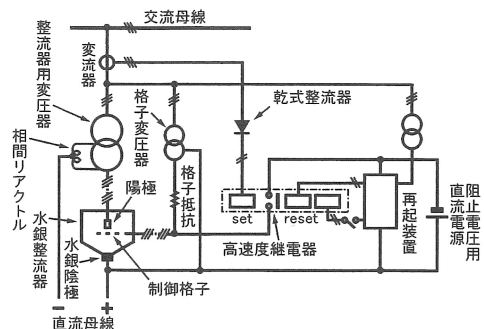 交流母線
整流器用変圧器
変流器
格子変圧器
乾式整流器
相間リアクトル
陽極
格子抵抗
set
reset
再起装置
直流電源
阻止電圧用
高速度継電器
水銀整流器
水銀陰極
制御格子
− +
直流母線